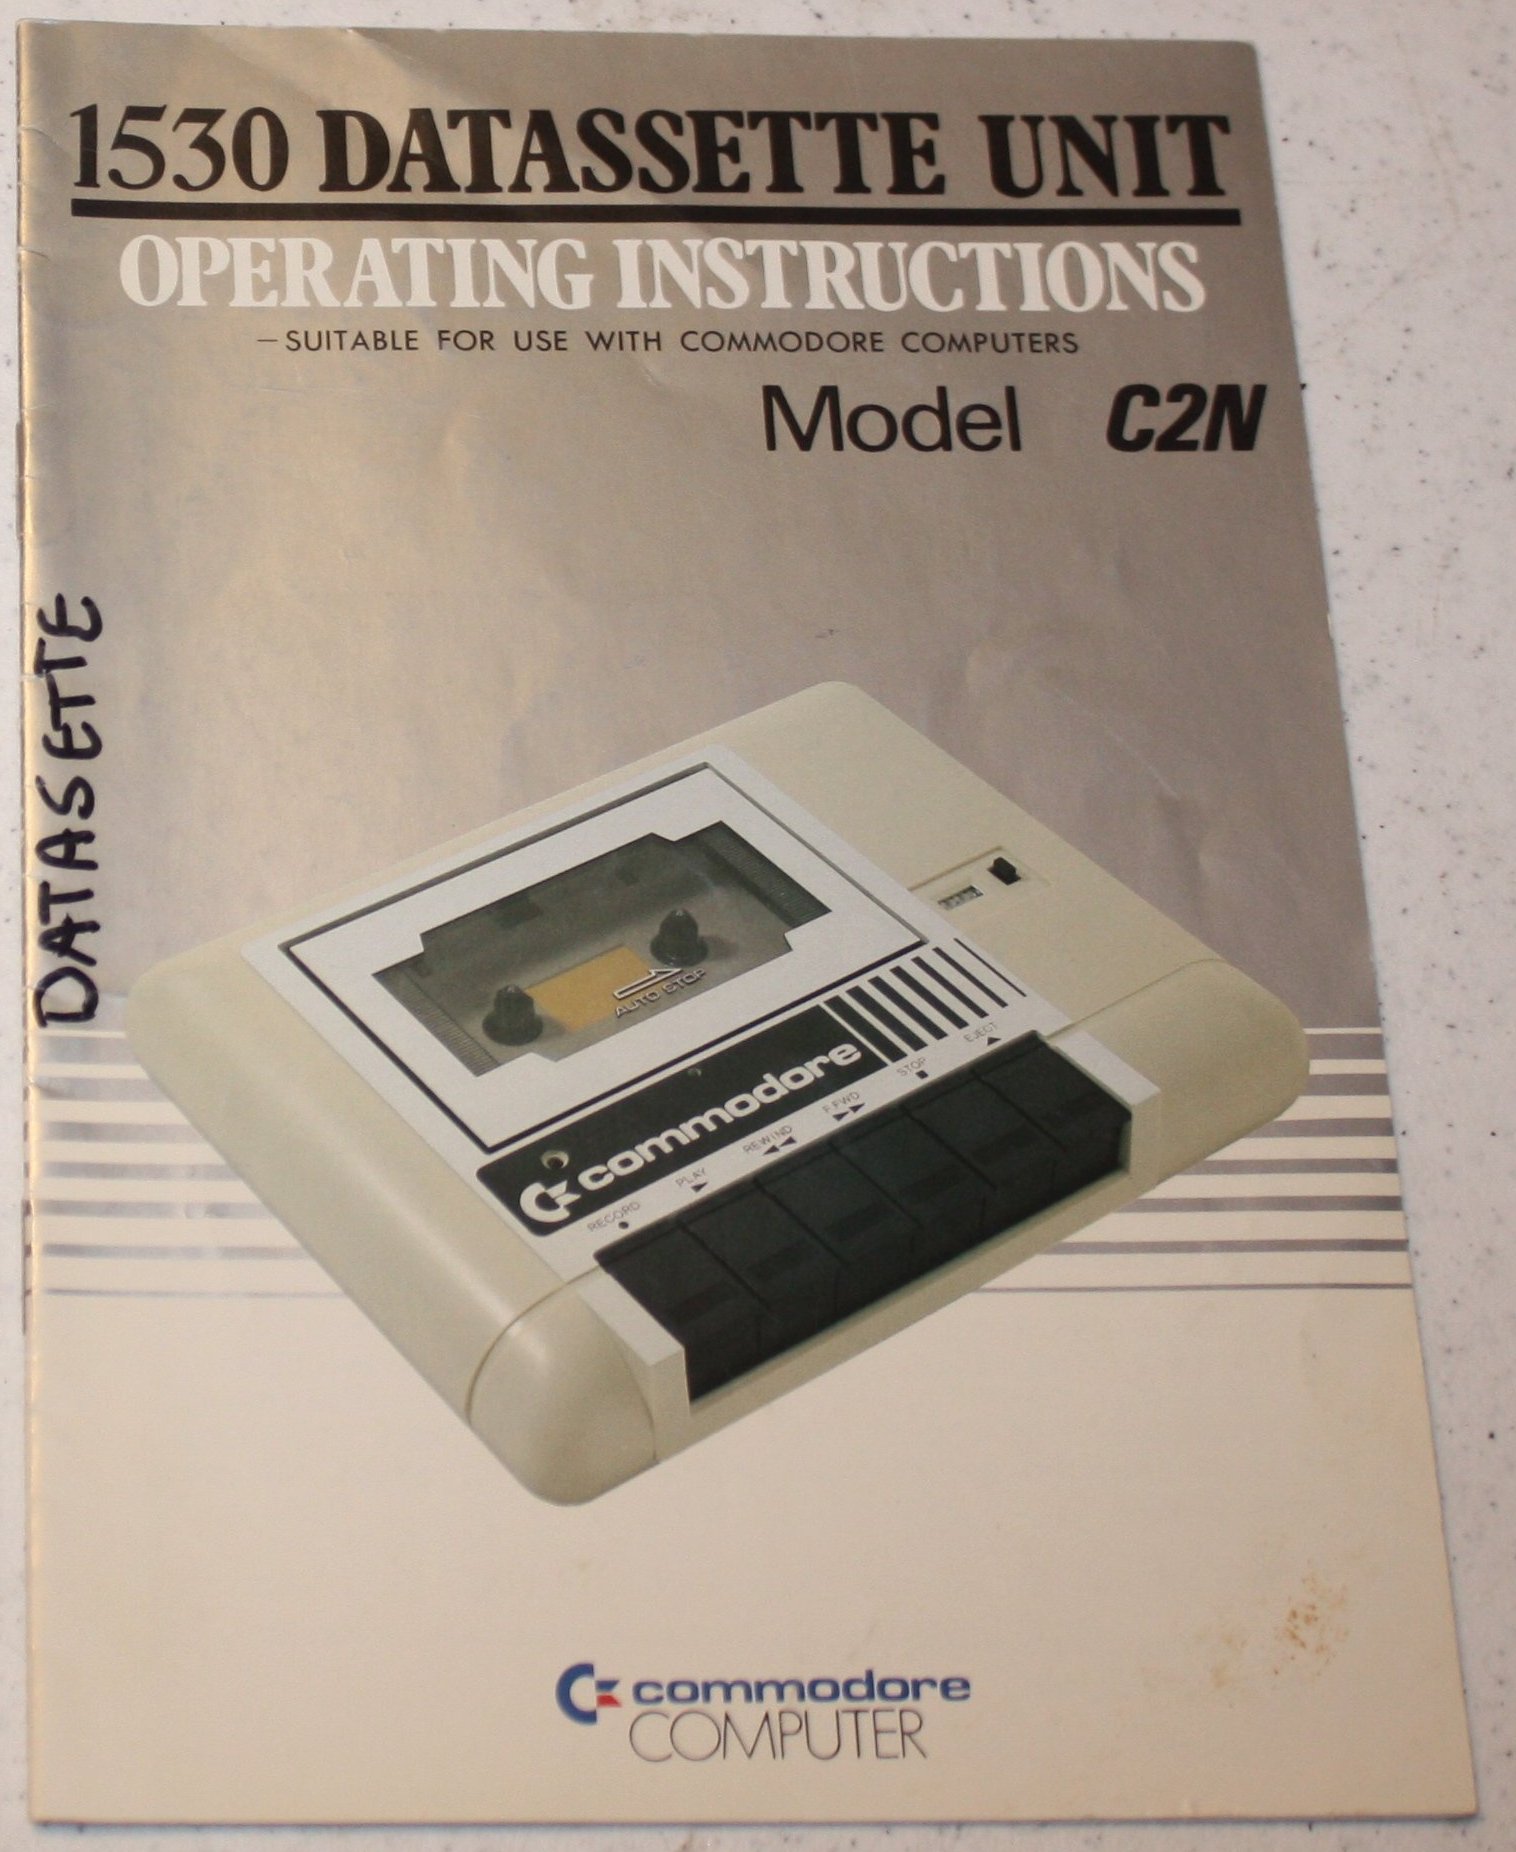 1530 DATASSETTE UNIT
OPERATING INSTRUCTIONS
—SUITABLE FOR USE WITH COMMODORE COMPUTERS
Model C2N
DATASETTE
AUTO STOP
commodore
RECORD
PLAY
REWIND
F.FWD
STOP
EJECT
commodore
COMPUTER